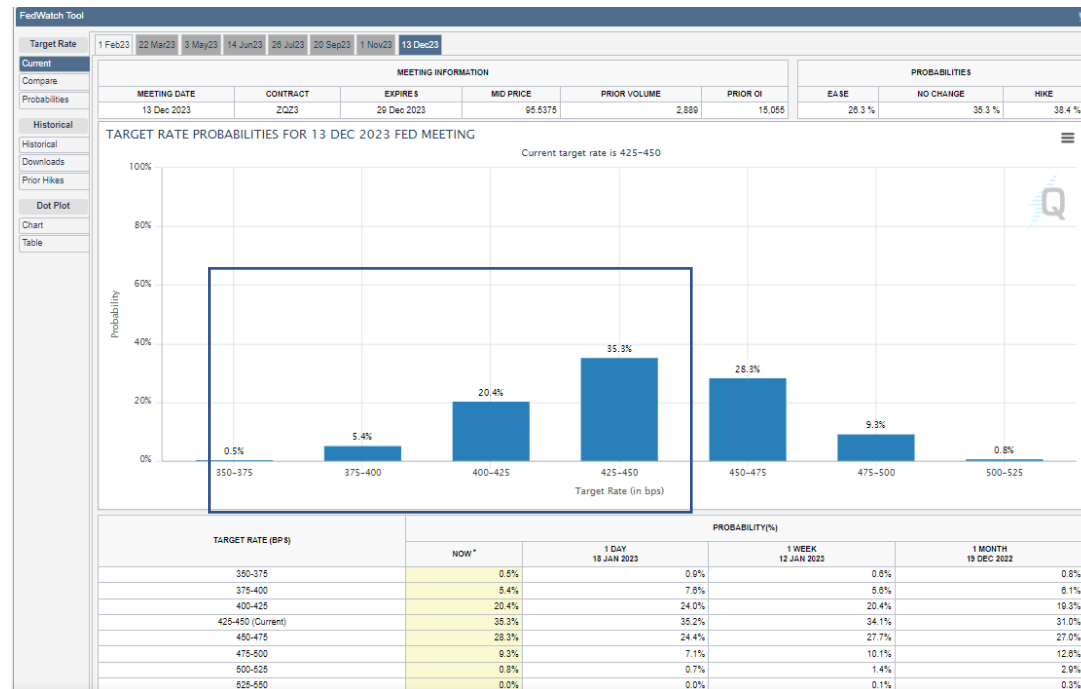 FedWatch Tool
Target Rate
Current
Compare
Probabilities
Historical
Historical
Downloads
Prior Hikes
Dot Plot
Chart
Table
1 Feb23 22 Mar23 3 May23 14 Jun23 26 Jul23 20 Sep23 1 Nov23 13 Dec23
MEETING INFORMATION
MEETING DATE CONTRACT EXPIRES MID PRICE PRIOR VOLUME PRIOR OI
13 Dec 2023 ZQZ3 29 Dec 2023 95.5375 2,889 15,055
PROBABILITIES
EASE NO CHANGE HIKE
26.3 % 35.3 % 38.4 %
TARGET RATE PROBABILITIES FOR 13 DEC 2023 FED MEETING
Current target rate is 425-450
Q
Probability
100%
80%
60%
40%
20%
0%
0.5% 5.4% 20.4% 35.3% 28.3% 9.3% 0.8%
350-375 375-400 400-425 425-450 450-475 475-500 500-525
Target Rate (in bps)
TARGET RATE (BPS) PROBABILITY(%)
NOW* 1 DAY 1 WEEK 1 MONTH
18 JAN 2023 12 JAN 2023 19 DEC 2022
350-375 0.5% 0.9% 0.6% 0.8%
375-400 5.4% 7.6% 5.6% 6.1%
400-425 20.4% 24.0% 20.4% 19.3%
425-450 (Current) 35.3% 35.2% 34.1% 31.0%
450-475 28.3% 24.4% 27.7% 27.0%
475-500 9.3% 7.1% 10.1% 12.6%
500-525 0.8% 0.7% 1.4% 2.9%
525-550 0.0% 0.0% 0.1% 0.3%